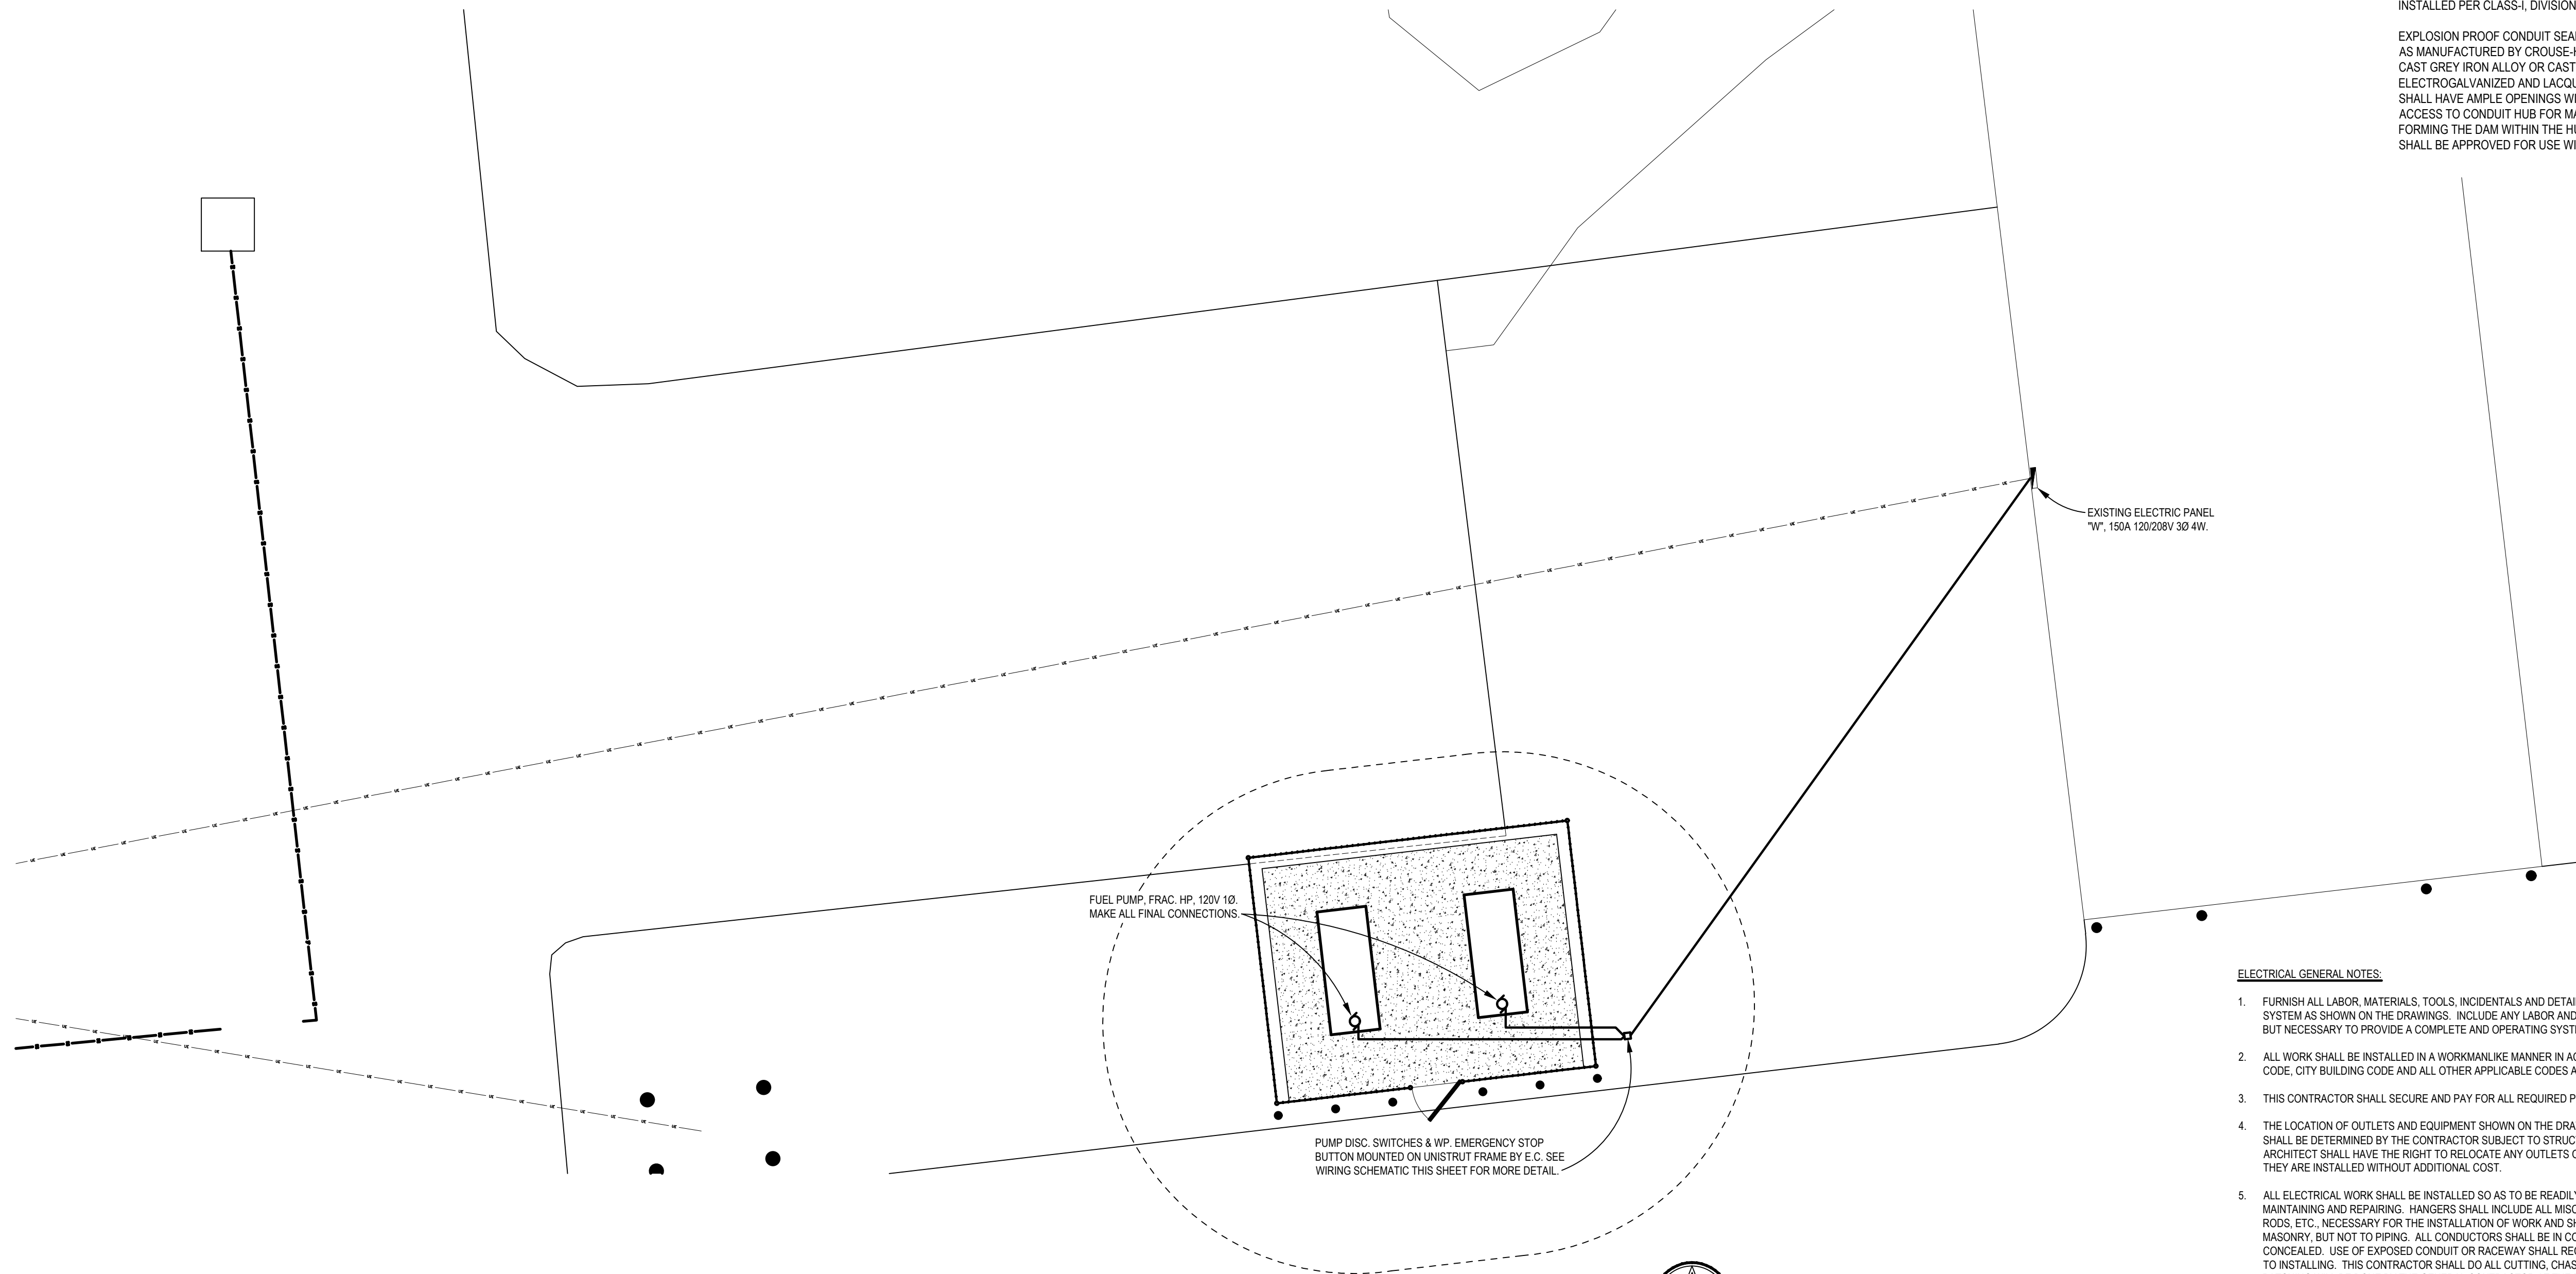 INSTALLED PER CLASS-I, DIVISION
EXPLOSION PROOF CONDUIT SEA
AS MANUFACTURED BY CROUSE-H
CAST GREY IRON ALLOY OR CAST
ELECTROGALVANIZED AND LACQU
SHALL HAVE AMPLE OPENINGS WI
ACCESS TO CONDUIT HUB FOR MA
FORMING THE DAM WITHIN THE HU
SHALL BE APPROVED FOR USE WI
EXISTING ELECTRIC PANEL
"W", 150A 120/208V 3Ø 4W.
FUEL PUMP, FRAC. HP, 120V 1Ø.
MAKE ALL FINAL CONNECTIONS.
PUMP DISC. SWITCHES & WP. EMERGENCY STOP
BUTTON MOUNTED ON UNISTRUT FRAME BY E.C. SEE
WIRING SCHEMATIC THIS SHEET FOR MORE DETAIL.
ELECTRICAL GENERAL NOTES:
1. FURNISH ALL LABOR, MATERIALS, TOOLS, INCIDENTALS AND DETAI
SYSTEM AS SHOWN ON THE DRAWINGS. INCLUDE ANY LABOR AND
BUT NECESSARY TO PROVIDE A COMPLETE AND OPERATING SYST
2. ALL WORK SHALL BE INSTALLED IN A WORKMANLIKE MANNER IN AC
CODE, CITY BUILDING CODE AND ALL OTHER APPLICABLE CODES A
3. THIS CONTRACTOR SHALL SECURE AND PAY FOR ALL REQUIRED P
4. THE LOCATION OF OUTLETS AND EQUIPMENT SHOWN ON THE DRA
SHALL BE DETERMINED BY THE CONTRACTOR SUBJECT TO STRUC
ARCHITECT SHALL HAVE THE RIGHT TO RELOCATE ANY OUTLETS O
THEY ARE INSTALLED WITHOUT ADDITIONAL COST.
5. ALL ELECTRICAL WORK SHALL BE INSTALLED SO AS TO BE READILY
MAINTAINING AND REPAIRING. HANGERS SHALL INCLUDE ALL MISC
RODS, ETC., NECESSARY FOR THE INSTALLATION OF WORK AND SH
MASONRY, BUT NOT TO PIPING. ALL CONDUCTORS SHALL BE IN CO
CONCEALED. USE OF EXPOSED CONDUIT OR RACEWAY SHALL REQ
TO INSTALLING. THIS CONTRACTOR SHALL DO ALL CUTTING, CHAS